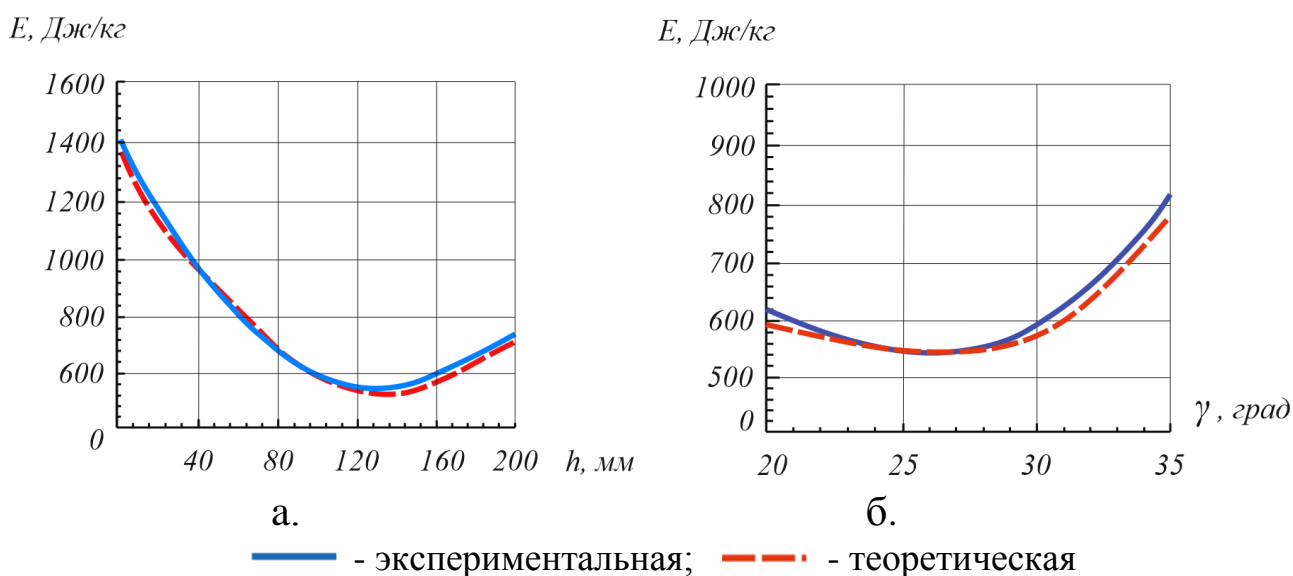 E, Дж/кг
1600
1400
1200
1000
800
600
0
40 80 120 160 200 h, мм
а.
E, Дж/кг
1000
900
800
700
600
500
0
γ , град
20 25 30 35
б.
- экспериментальная; - теоретическая